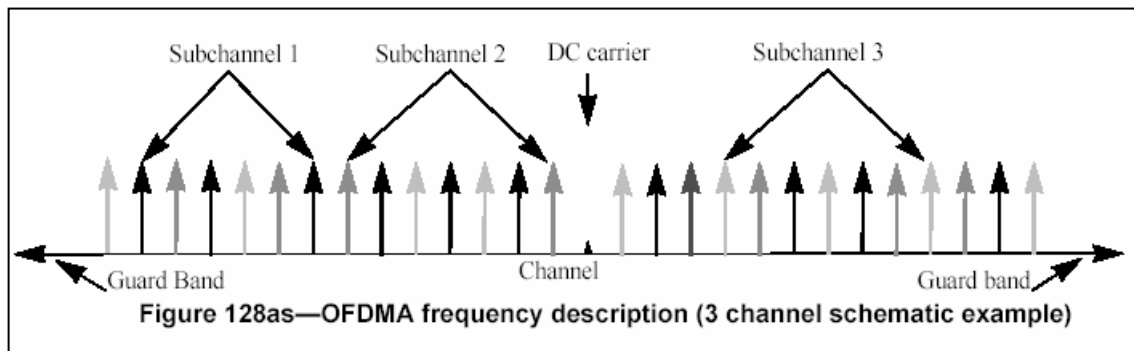 Subchannel 1 Subchannel 2 DC carrier Subchannel 3
Guard Band Channel Guard band
Figure 128as—OFDMA frequency description (3 channel schematic example)